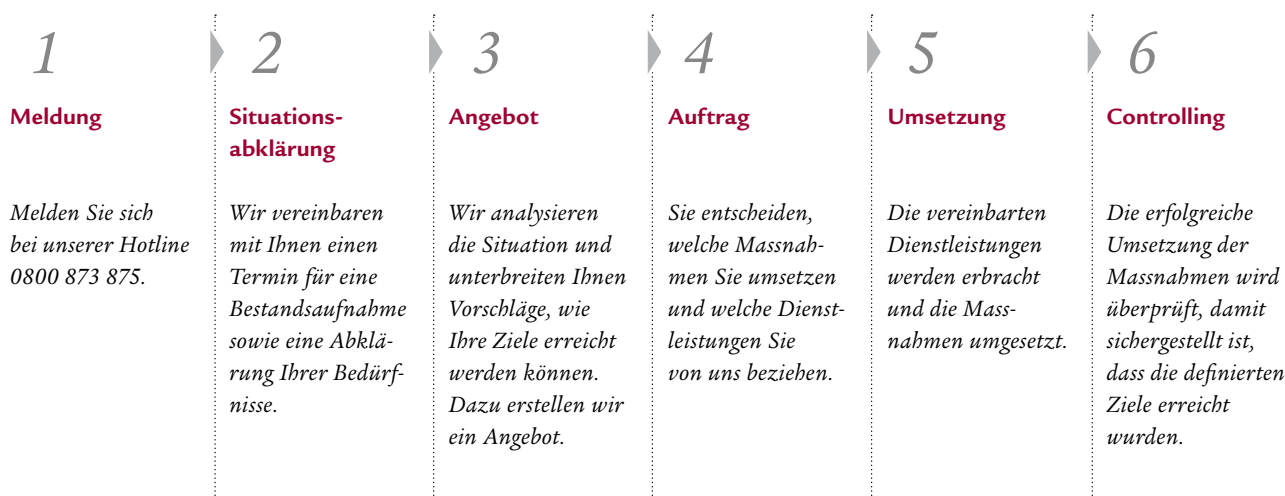 1
Meldung
Melden Sie sich
bei unserer Hotline
0800 873 875.
2
Situations-
abklärung
Wir vereinbaren
mit Ihnen einen
Termin für eine
Bestandsaufnahme
sowie eine Abklä-
rung Ihrer Bedürf-
nisse.
3
Angebot
Wir analysieren
die Situation und
unterbreiten Ihnen
Vorschläge, wie
Ihre Ziele erreicht
werden können.
Dazu erstellen wir
ein Angebot.
4
Auftrag
Sie entscheiden,
welche Massnah-
men Sie umsetzen
und welche Dienst-
leistungen Sie
von uns beziehen.
5
Umsetzung
Die vereinbarten
Dienstleistungen
werden erbracht
und die Mass-
nahmen umgesetzt.
6
Controlling
Die erfolgreiche
Umsetzung der
Massnahmen wird
überprüft, damit
sichergestellt ist,
dass die definierten
Ziele erreicht
wurden.